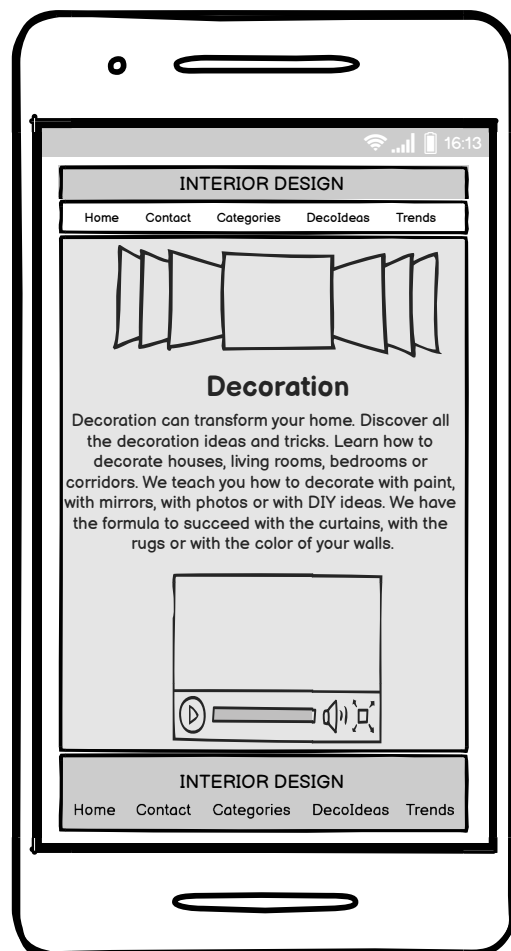 16:13
INTERIOR DESIGN
Home Contact Categories DecoIdeas Trends
Decoration
Decoration can transform your home. Discover all
the decoration ideas and tricks. Learn how to
decorate houses, living rooms, bedrooms or
corridors. We teach you how to decorate with paint,
with mirrors, with photos or with DIY ideas. We have
the formula to succeed with the curtains, with the
rugs or with the color of your walls.
INTERIOR DESIGN
Home Contact Categories DecoIdeas Trends